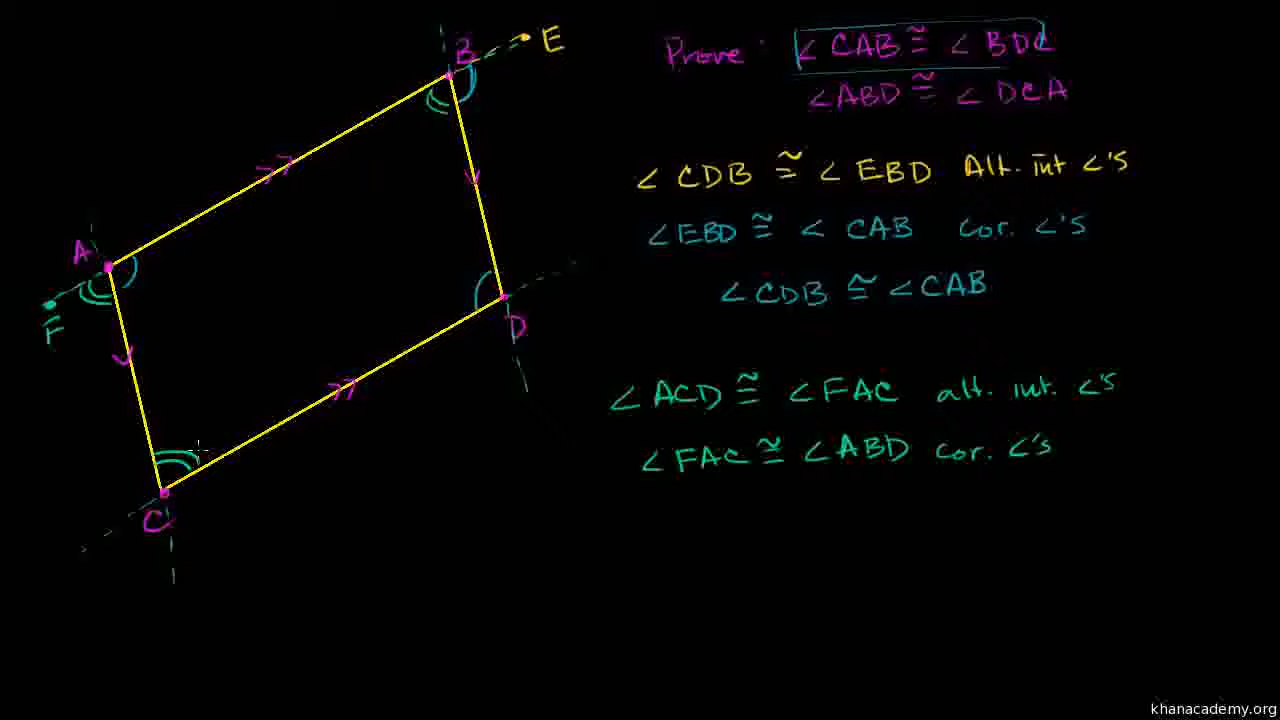 B E
Prove: ∠CAB ≅ ∠BDC
∠ABD ≅ ∠DCA
∠CDB ≅ ∠EBD Alt. int ∠'s
A
∠EBD ≅ ∠CAB cor. ∠'s
∠CDB ≅ ∠CAB
F
D
∠ACD ≅ ∠FAC alt. int. ∠'s
∠FAC ≅ ∠ABD cor. ∠'s
C
khanacademy.org